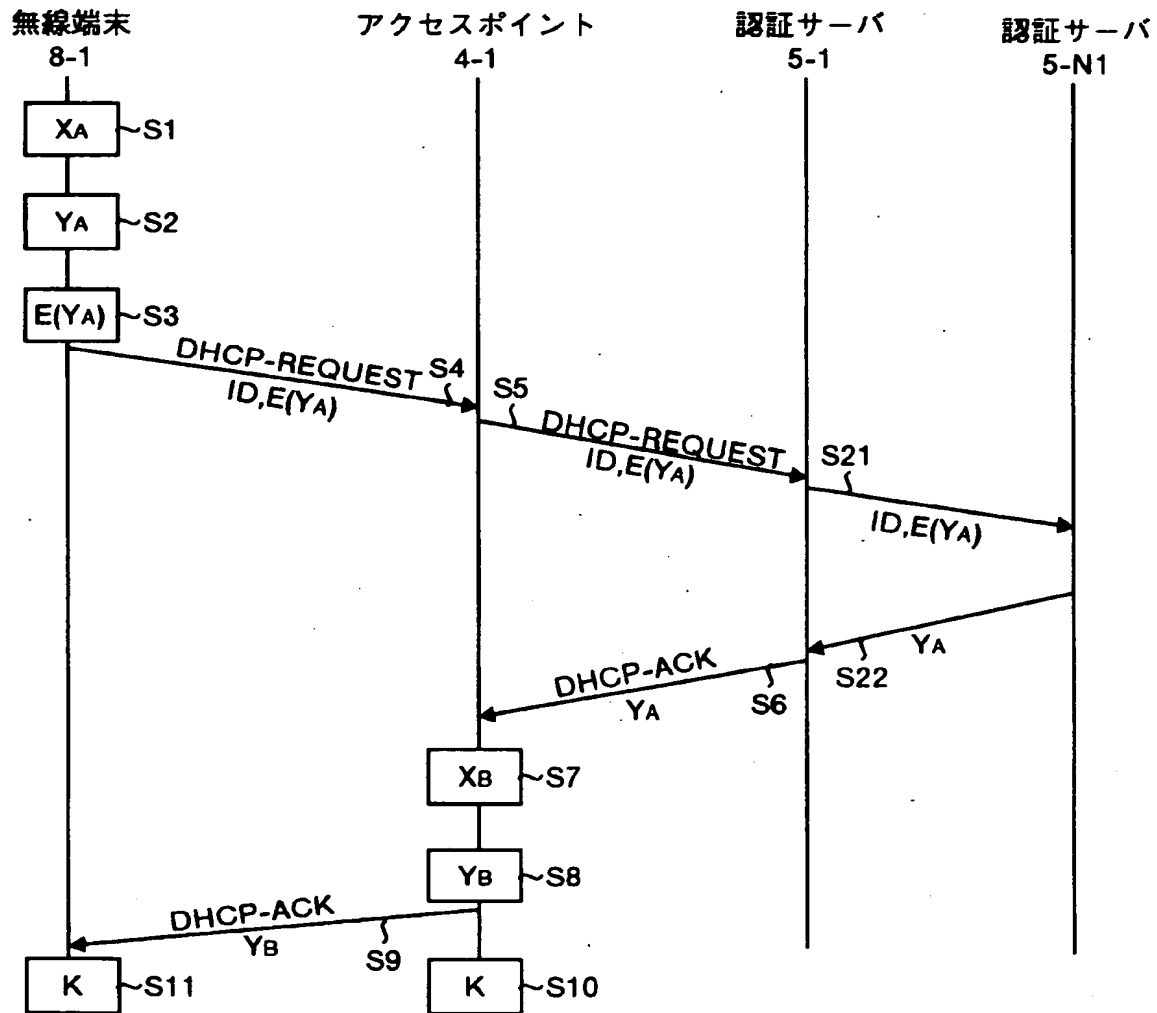 無線端末
8-1
アクセスポイント
4-1
認証サーバ
5-1
認証サーバ
5-N1
XA
S1
YA
S2
E(YA)
S3
DHCP-REQUEST
S4
ID,E(YA)
S5
DHCP-REQUEST
ID,E(YA)
S21
ID,E(YA)
YA
S22
DHCP-ACK
YA
S6
XB
S7
YB
S8
DHCP-ACK
YB
S9
K
S11
K
S10